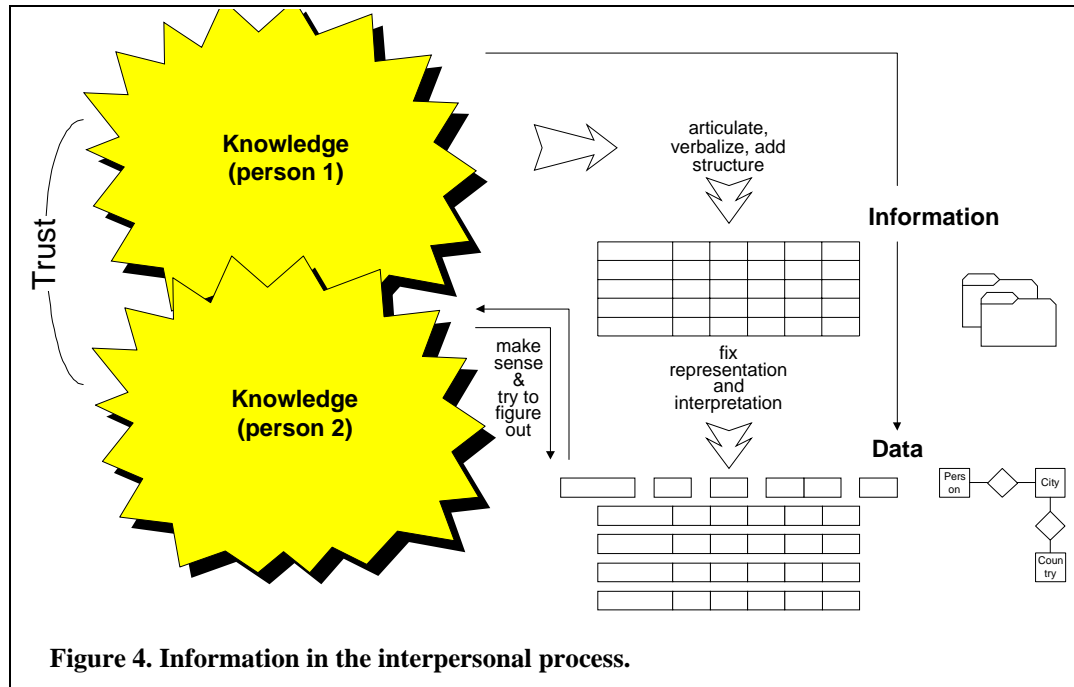 Knowledge
(person 1)
Trust
Knowledge
(person 2)
articulate,
verbalize, add
structure
Information
make
sense
&
try to
figure
out
fix
representation
and
interpretation
Data
Pers
on
City
Coun
try
Figure 4. Information in the interpersonal process.